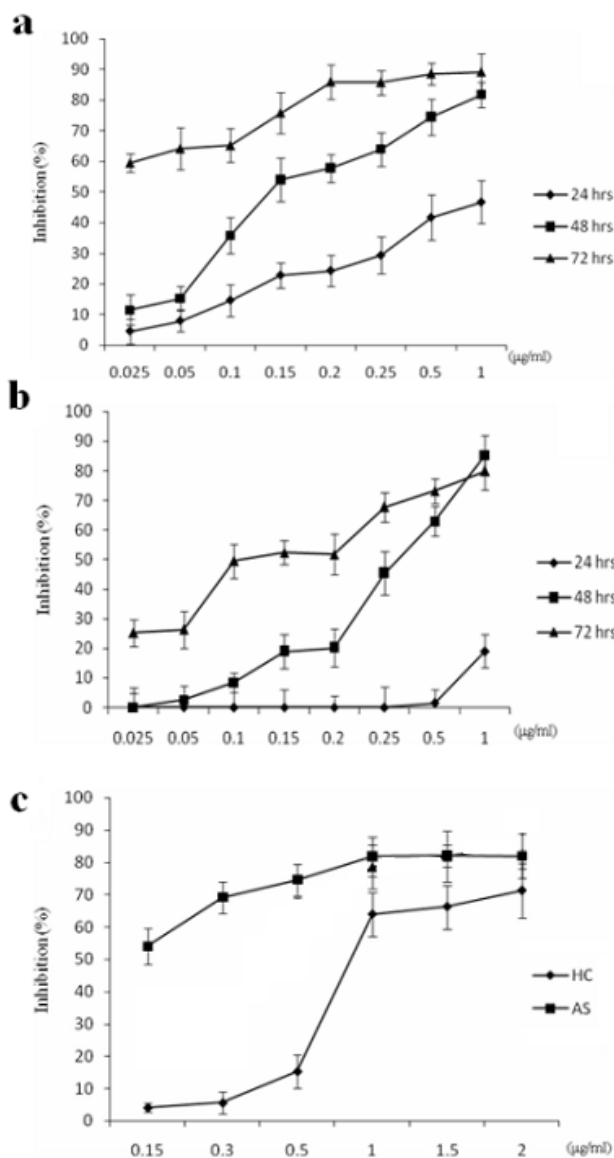 a
100
90
80
70
60
50
40
30
20
10
0
Inhibition (%)
24 hrs
48 hrs
72 hrs
0.025 0.05 0.1 0.15 0.2 0.25 0.5 1 (µg/ml)
b
100
90
80
70
60
50
40
30
20
10
0
Inhibition (%)
24 hrs
48 hrs
72 hrs
0.025 0.05 0.1 0.15 0.2 0.25 0.5 1 (µg/ml)
c
100
90
80
70
60
50
40
30
20
10
0
Inhibition (%)
HC
AS
0.15 0.3 0.5 1 1.5 2 (µg/ml)